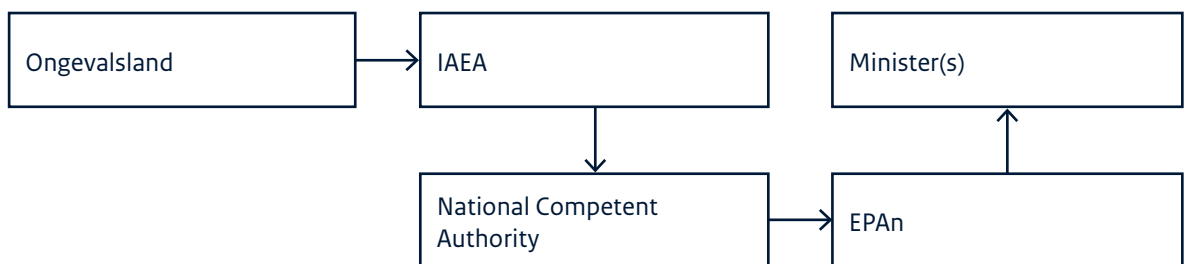 Ongevalsland
IAEA
Minister(s)
National Competent
Authority
EPAn